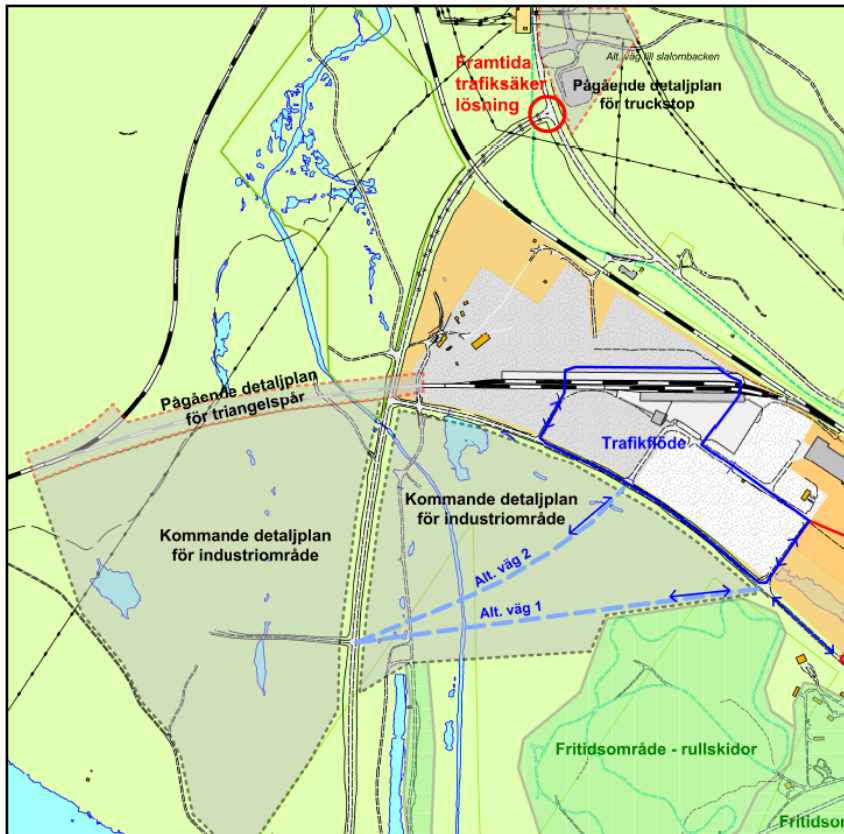 Alt. väg till slalombacken
Framtida
trafiksäker
lösning
Pågående detaljplan
för truckstop
Pågående detaljplan
för triangelspår
Trafikflöde
Kommande detaljplan
för industriområde
Kommande detaljplan
för industriområde
Alt. väg 2
Alt. väg 1
Fritidsområde - rullskidor
Fritidsom